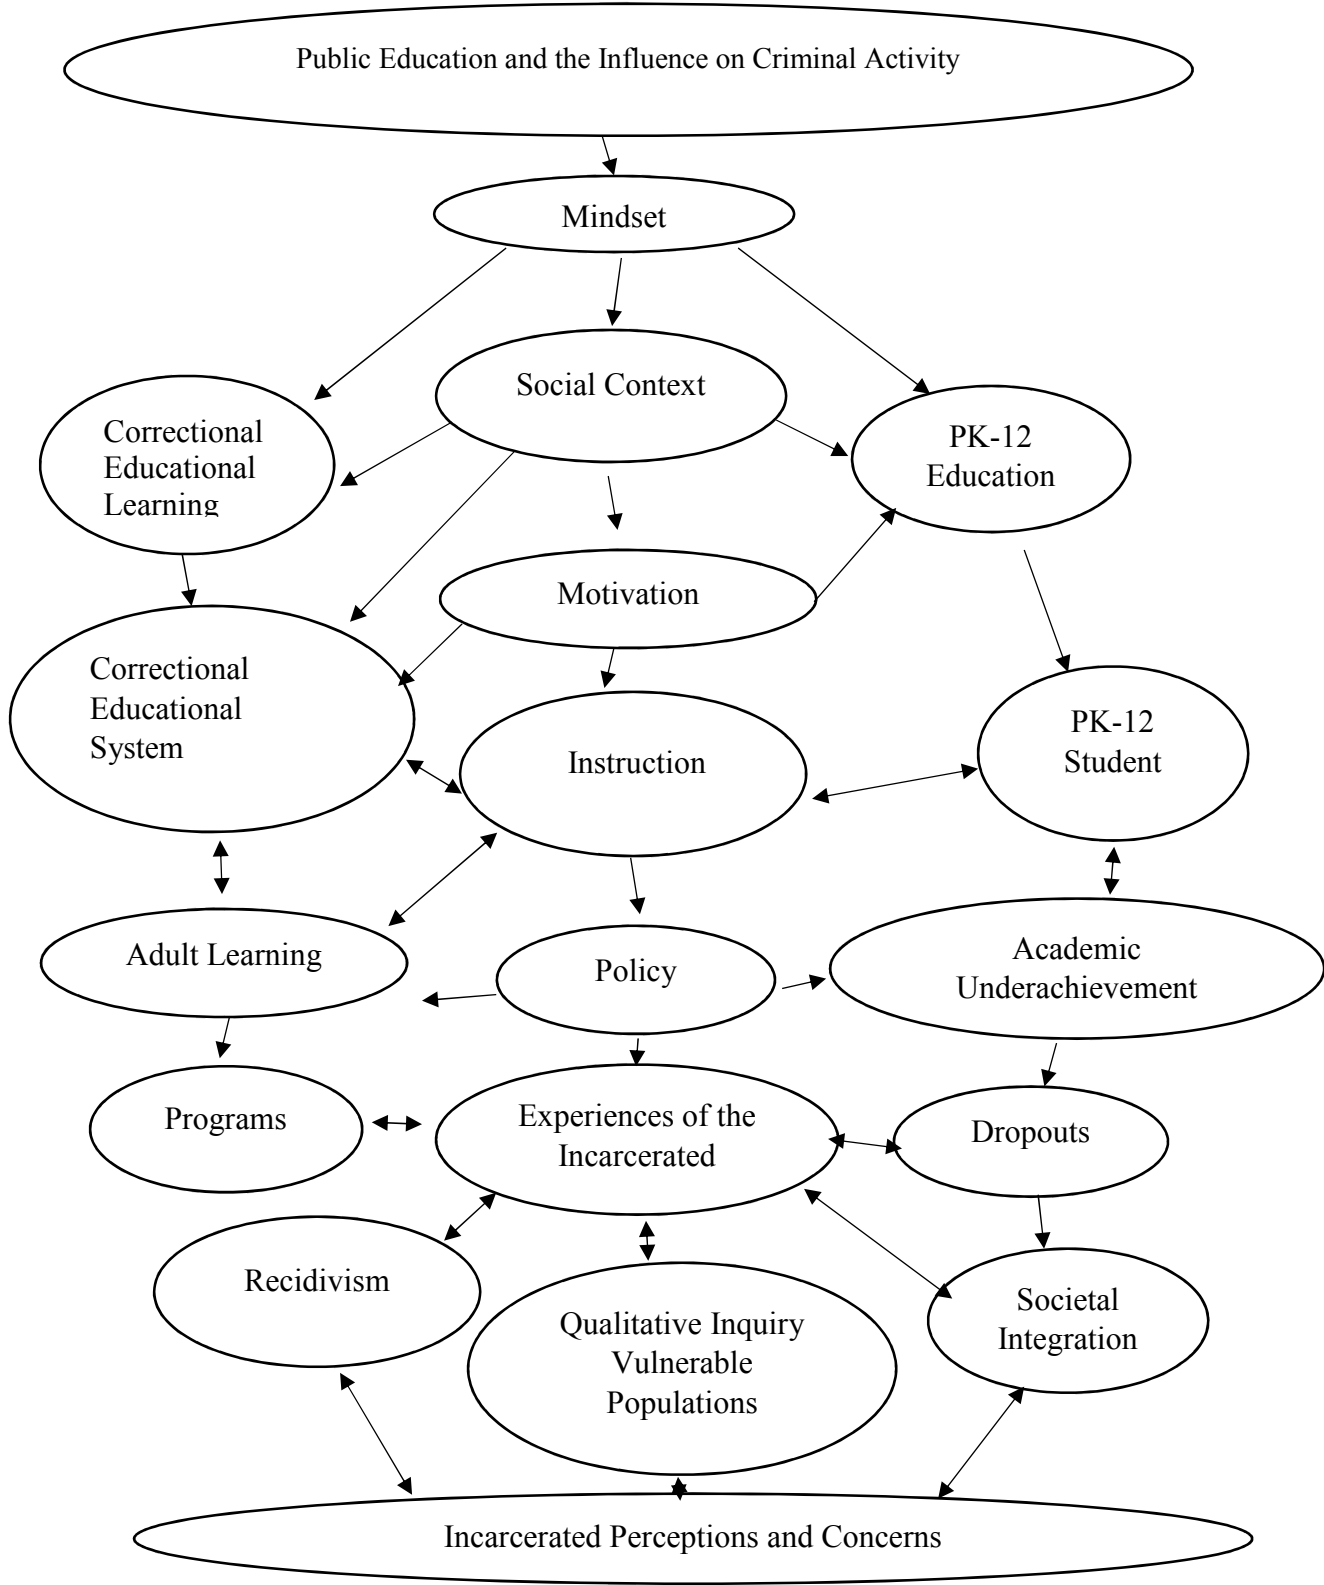 Public Education and the Influence on Criminal Activity
Mindset
Social Context
Correctional
Educational
Learning
PK-12
Education
Motivation
Correctional
Educational
System
Instruction
PK-12
Student
Adult Learning
Policy
Academic
Underachievement
Programs
Experiences of the
Incarcerated
Dropouts
Recidivism
Qualitative Inquiry
Vulnerable
Populations
Societal
Integration
Incarcerated Perceptions and Concerns